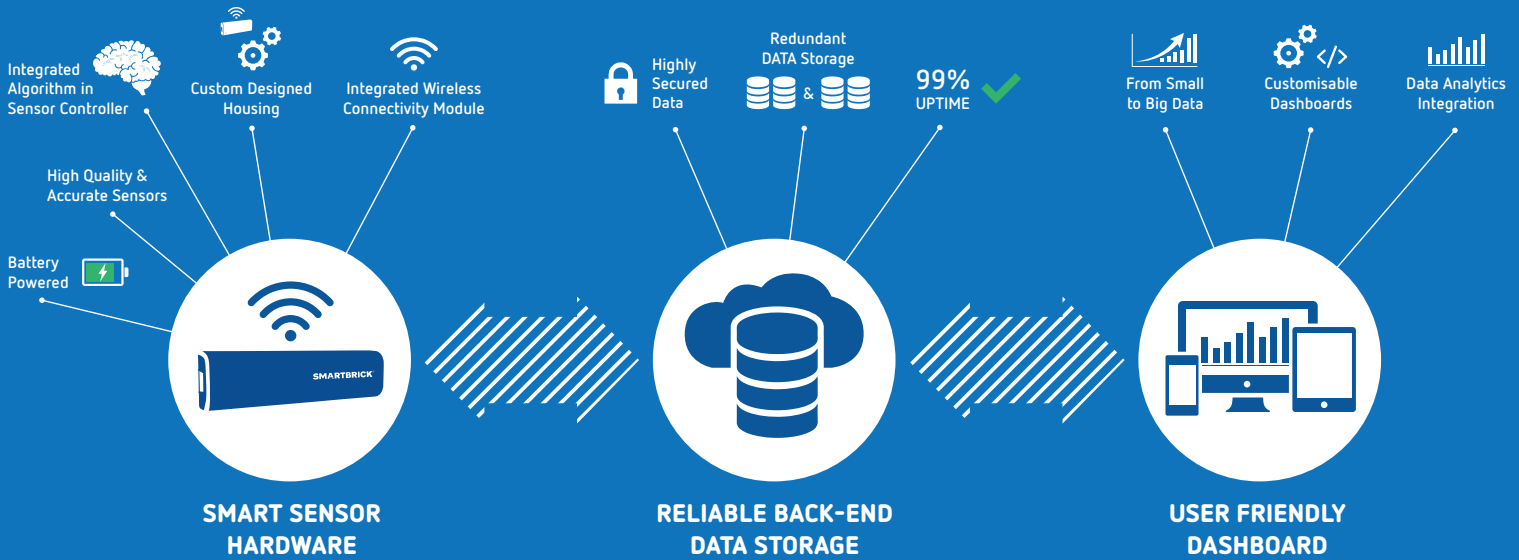 Integrated
Algorithm in
Sensor Controller
Custom Designed
Housing
Integrated Wireless
Connectivity Module
High Quality &
Accurate Sensors
Battery
Powered
SMARTBRICK
SMART SENSOR
HARDWARE
Highly
Secured
Data
Redundant
DATA Storage
&
99%
UPTIME
RELIABLE BACK-END
DATA STORAGE
From Small
to Big Data
</>
Customisable
Dashboards
Data Analytics
Integration
USER FRIENDLY
DASHBOARD